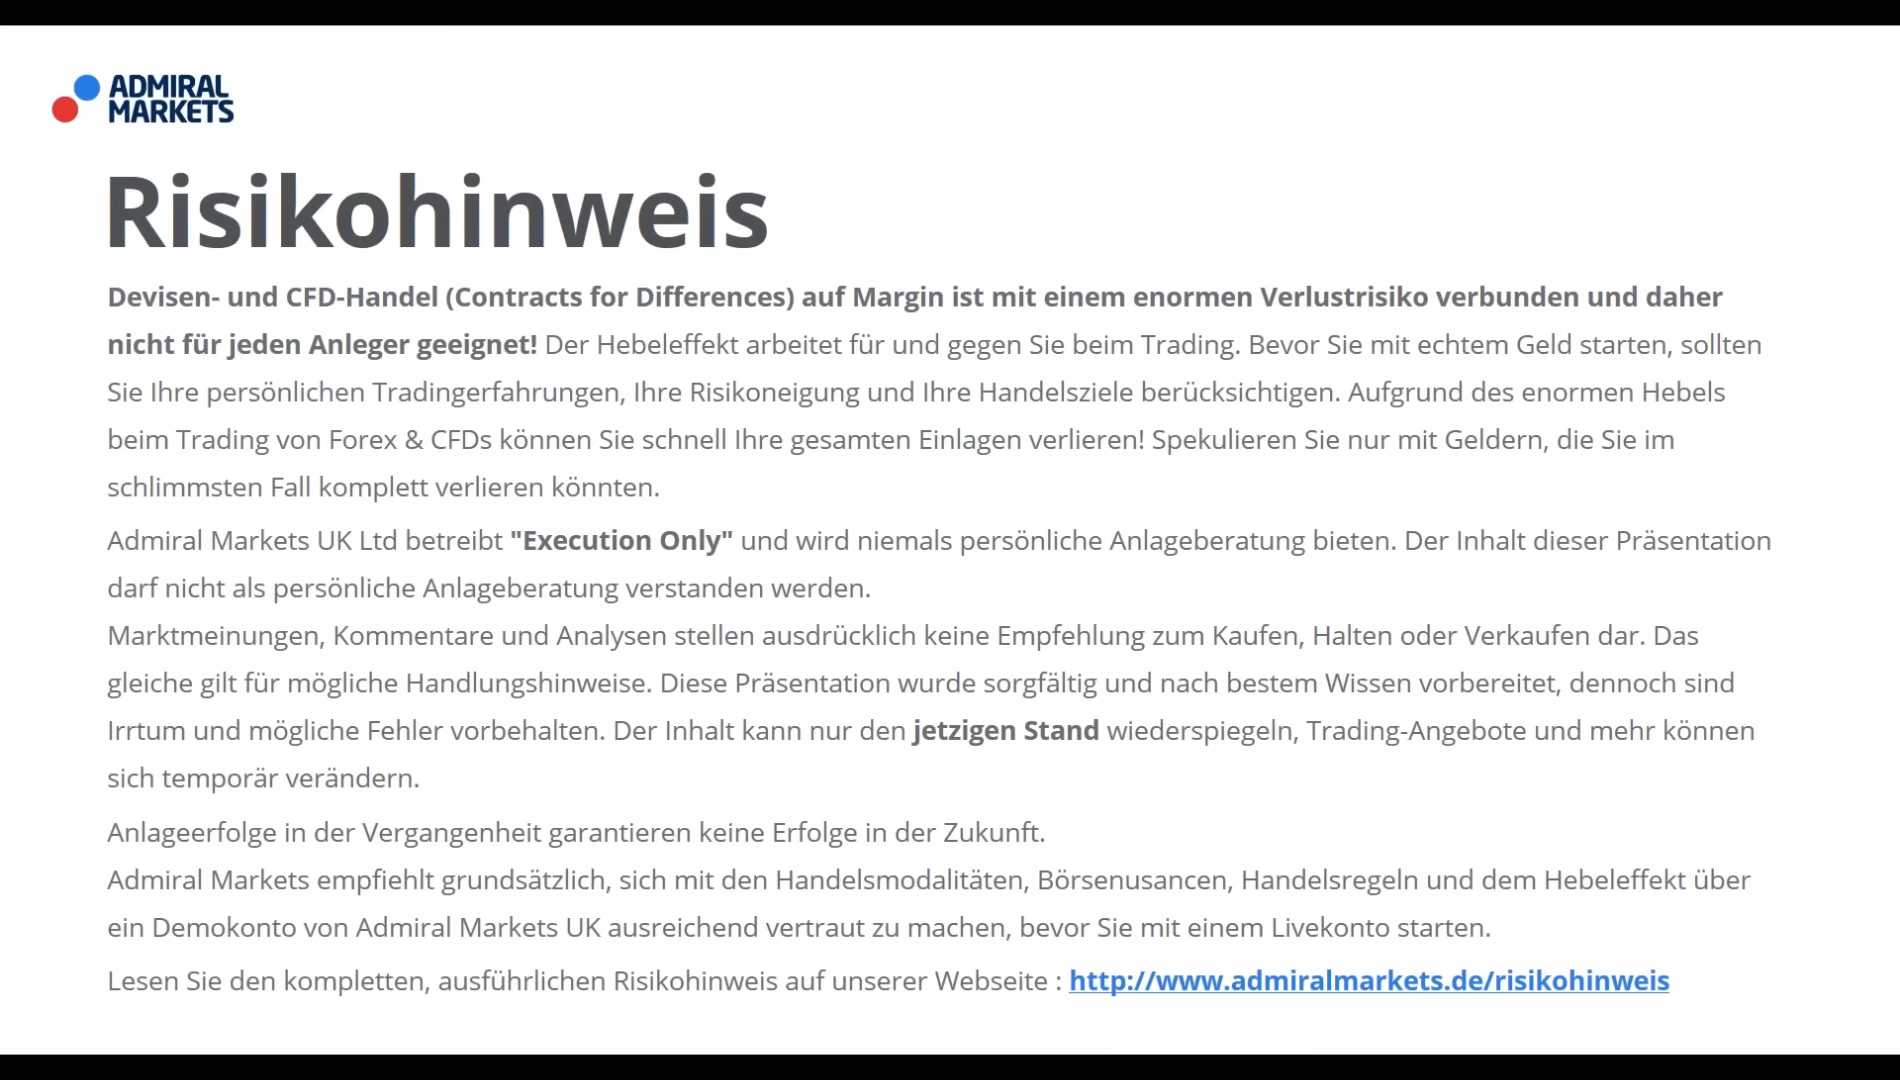 ADMIRAL
MARKETS
Risikohinweis
Devisen- und CFD-Handel (Contracts for Differences) auf Margin ist mit einem enormen Verlustrisiko verbunden und daher
nicht für jeden Anleger geeignet! Der Hebeleffekt arbeitet für und gegen Sie beim Trading. Bevor Sie mit echtem Geld starten, sollten
Sie Ihre persönlichen Tradingerfahrungen, Ihre Risikoneigung und Ihre Handelsziele berücksichtigen. Aufgrund des enormen Hebels
beim Trading von Forex & CFDs können Sie schnell Ihre gesamten Einlagen verlieren! Spekulieren Sie nur mit Geldern, die Sie im
schlimmsten Fall komplett verlieren könnten.
Admiral Markets UK Ltd betreibt "Execution Only" und wird niemals persönliche Anlageberatung bieten. Der Inhalt dieser Präsentation
darf nicht als persönliche Anlageberatung verstanden werden.
Marktmeinungen, Kommentare und Analysen stellen ausdrücklich keine Empfehlung zum Kaufen, Halten oder Verkaufen dar. Das
gleiche gilt für mögliche Handlungshinweise. Diese Präsentation wurde sorgfältig und nach bestem Wissen vorbereitet, dennoch sind
Irrtum und mögliche Fehler vorbehalten. Der Inhalt kann nur den jetzigen Stand wiederspiegeln, Trading-Angebote und mehr können
sich temporär verändern.
Anlageerfolge in der Vergangenheit garantieren keine Erfolge in der Zukunft.
Admiral Markets empfiehlt grundsätzlich, sich mit den Handelsmodalitäten, Börsenusancen, Handelsregeln und dem Hebeleffekt über
ein Demokonto von Admiral Markets UK ausreichend vertraut zu machen, bevor Sie mit einem Livekonto starten.
Lesen Sie den kompletten, ausführlichen Risikohinweis auf unserer Webseite : http://www.admiralmarkets.de/risikohinweis